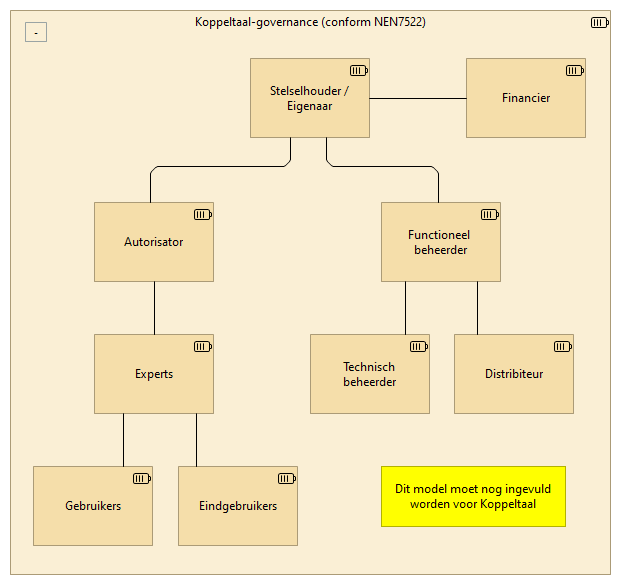 Koppeltaal-governance (conform NEN7522)
-
Stelselhouder /
Eigenaar
Financier
Autorisator
Functioneel
beheerder
Experts
Technisch
beheerder
Distribiteur
Gebruikers
Eindgebruikers
Dit model moet nog ingevuld
worden voor Koppeltaal